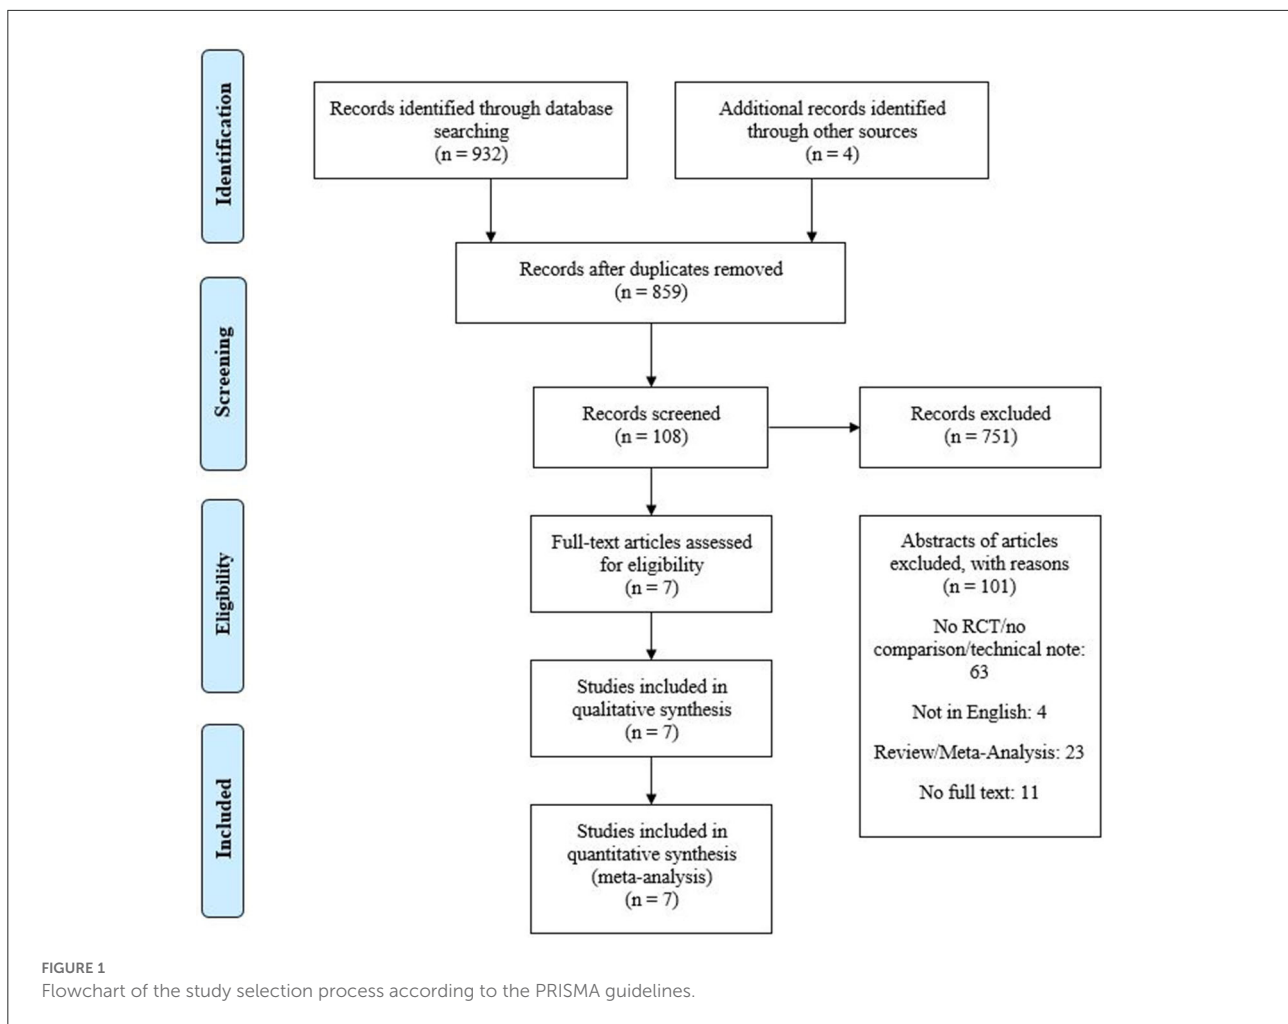 Identification
Records identified through database
searching
(n = 932)
Additional records identified
through other sources
(n = 4)
Records after duplicates removed
(n = 859)
Screening
Records screened
(n = 108)
Records excluded
(n = 751)
Eligibility
Full-text articles assessed
for eligibility
(n = 7)
Abstracts of articles
excluded, with reasons
(n = 101)
No RCT/no
comparison/technical note:
63
Not in English: 4
Review/Meta-Analysis: 23
No full text: 11
Studies included in
qualitative synthesis
(n = 7)
Included
Studies included in
quantitative synthesis
(meta-analysis)
(n = 7)
FIGURE 1
Flowchart of the study selection process according to the PRISMA guidelines.